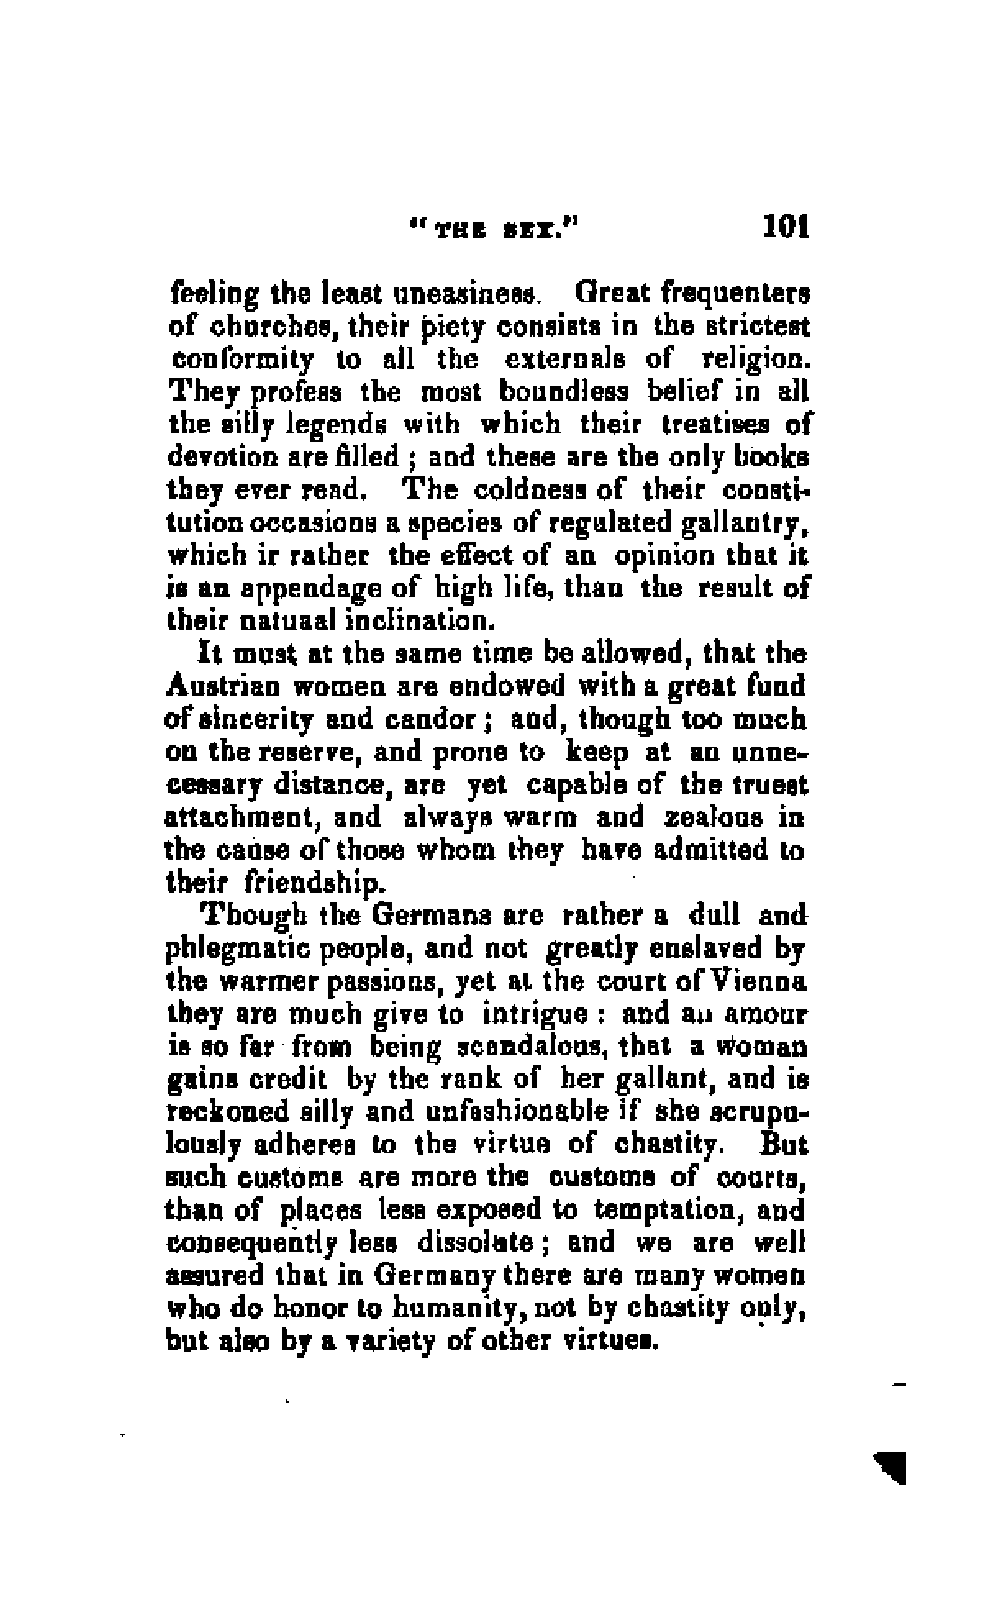 "THE SEX." 101
feeling the least uneasiness. Great frequenters
of churches, their piety consists in the strictest
conformity to all the externals of religion.
They profess the most boundless belief in all
the silly legends with which their treatises of
devotion are filled ; and these are the only books
they ever read. The coldness of their consti-
tution occasions a species of regulated gallantry,
which ir rather the effect of an opinion that it
is an appendage of high life, than the result of
their natuaal inclination.
It must at the same time be allowed, that the
Austrian women are endowed with a great fund
of sincerity and candor ; and, though too much
on the reserve, and prone to keep at an unne-
cessary distance, are yet capable of the truest
attachment, and always warm and zealous in
the cause of those whom they have admitted to
their friendship.
Though the Germans are rather a dull and
phlegmatic people, and not greatly enslaved by
the warmer passions, yet at the court of Vienna
they are much give to intrigue : and an amour
is so far from being scandalous, that a woman
gains credit by the rank of her gallant, and is
reckoned silly and unfashionable if she scrupu-
lously adheres to the virtue of chastity. But
such customs are more the customs of courts,
than of places less exposed to temptation, and
consequently less dissolute ; and we are well
assured that in Germany there are many women
who do honor to humanity, not by chastity only,
but also by a variety of other virtues.